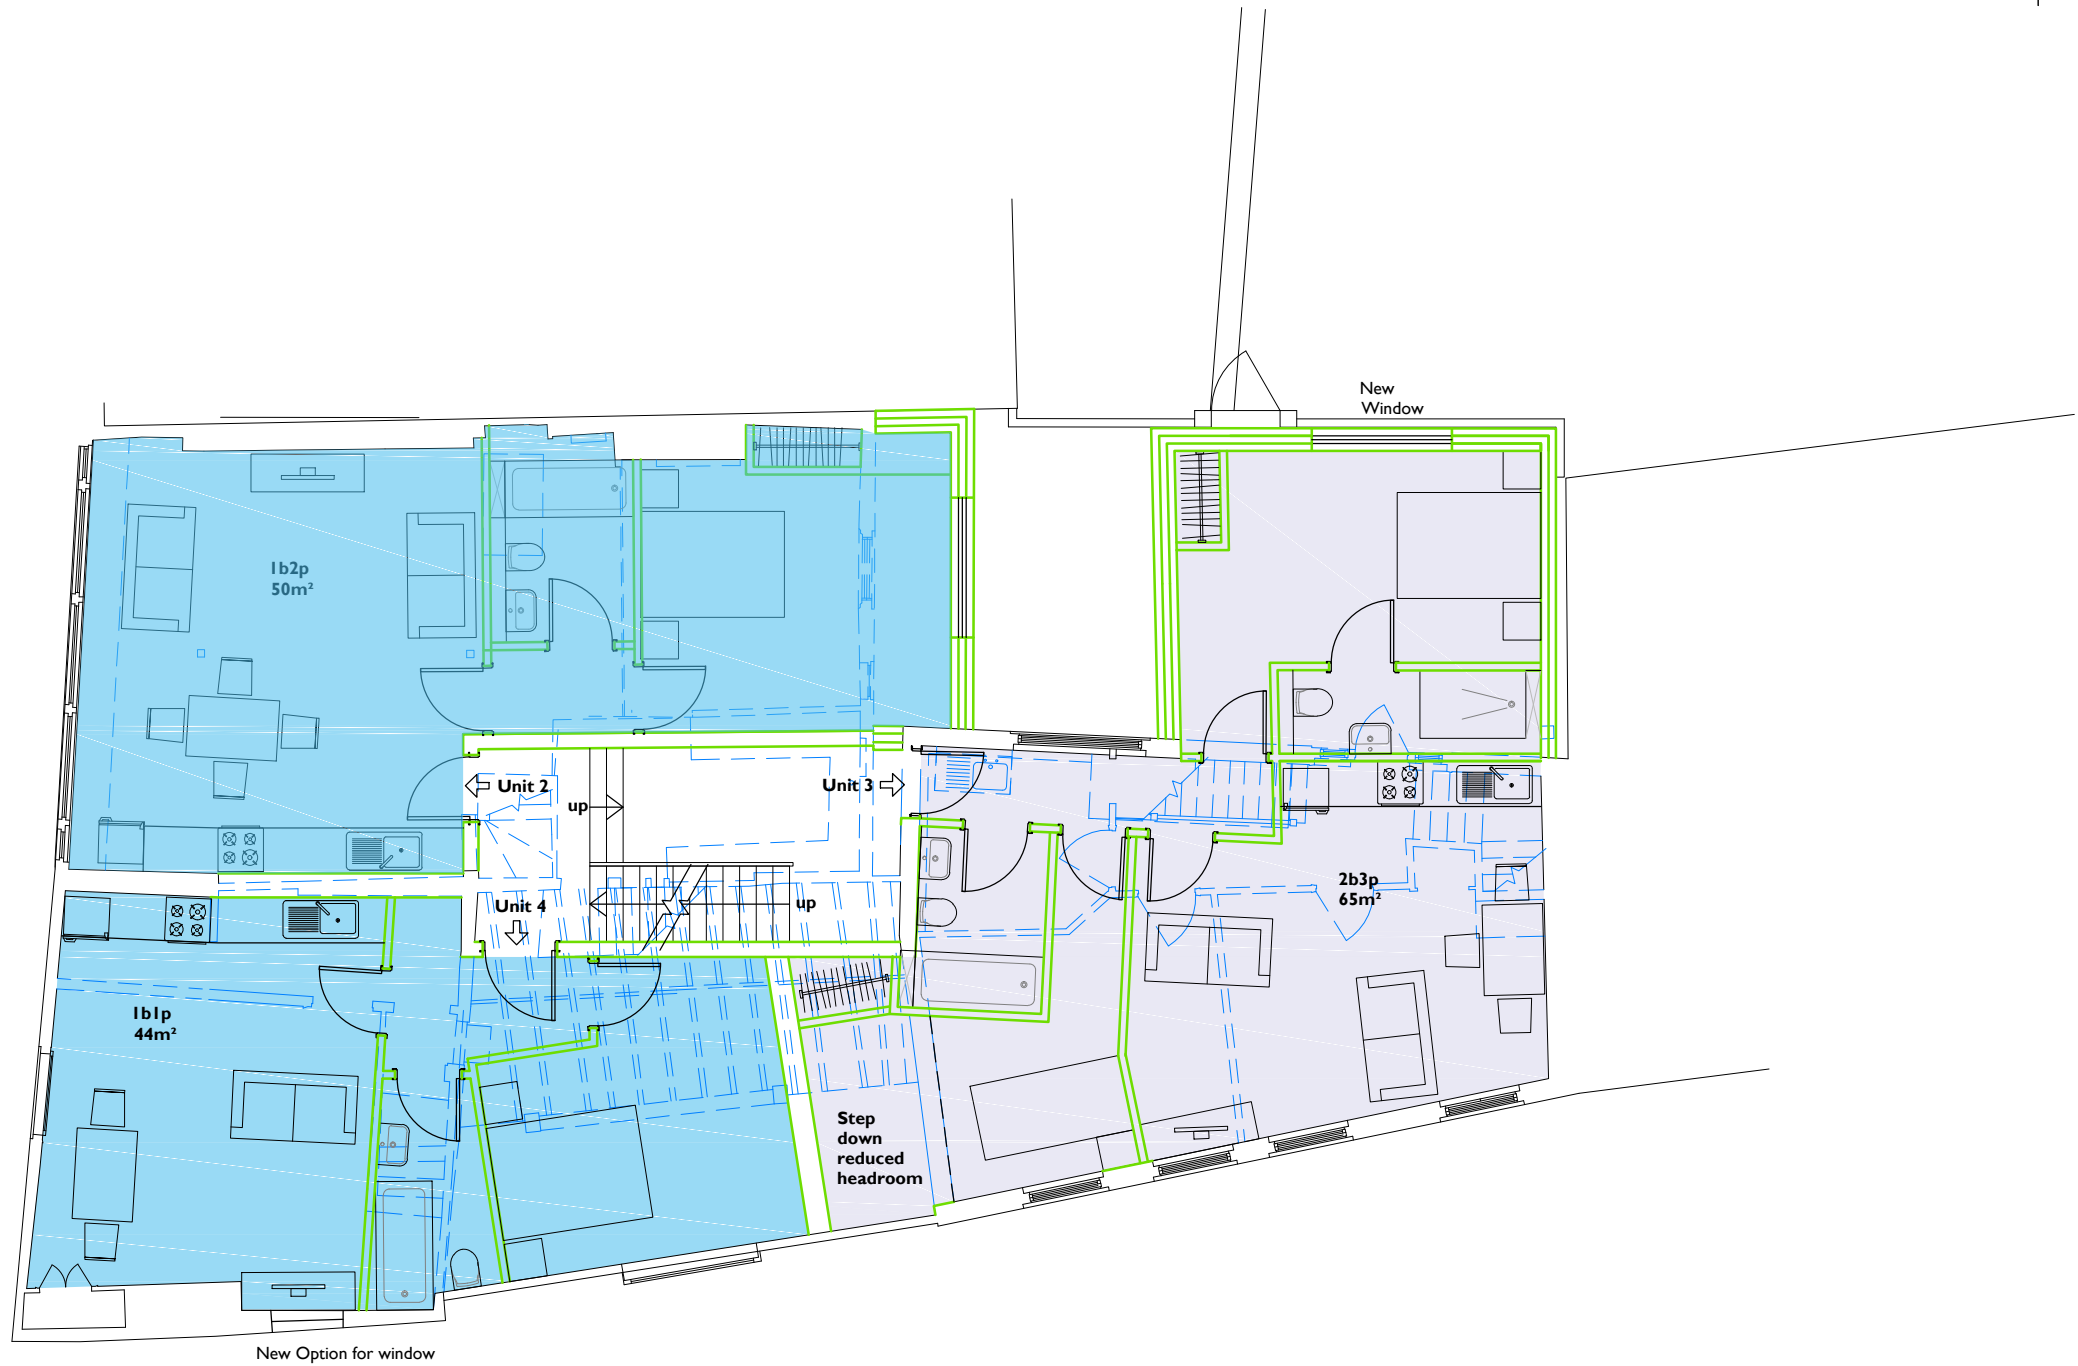 New
Window
1b2p
50m²
Unit 2
up
Unit 3
2b3p
65m²
Unit 4
up
1b1p
44m²
Step
down
reduced
headroom
New Option for window